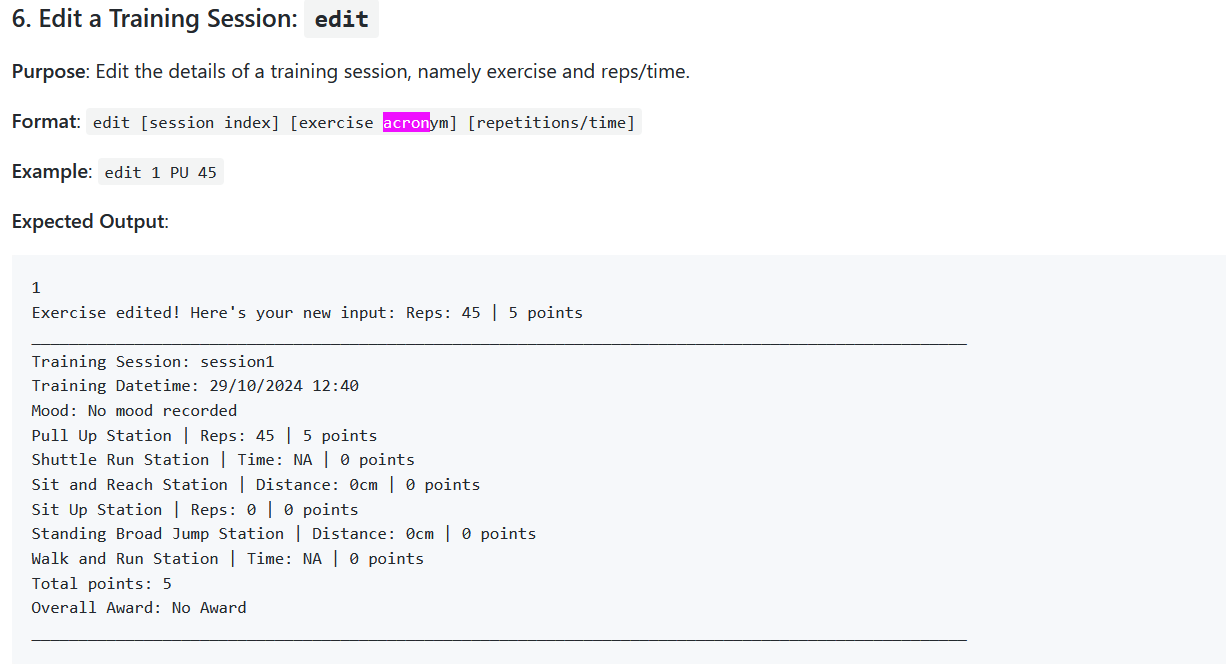 6. Edit a Training Session: edit
Purpose: Edit the details of a training session, namely exercise and reps/time.
Format: edit [session index] [exercise acronym] [repetitions/time]
Example: edit 1 PU 45
Expected Output:
1
Exercise edited! Here's your new input: Reps: 45 | 5 points
____________________________________________________________________________________________________
Training Session: session1
Training Datetime: 29/10/2024 12:40
Mood: No mood recorded
Pull Up Station | Reps: 45 | 5 points
Shuttle Run Station | Time: NA | 0 points
Sit and Reach Station | Distance: 0cm | 0 points
Sit Up Station | Reps: 0 | 0 points
Standing Broad Jump Station | Distance: 0cm | 0 points
Walk and Run Station | Time: NA | 0 points
Total points: 5
Overall Award: No Award
____________________________________________________________________________________________________